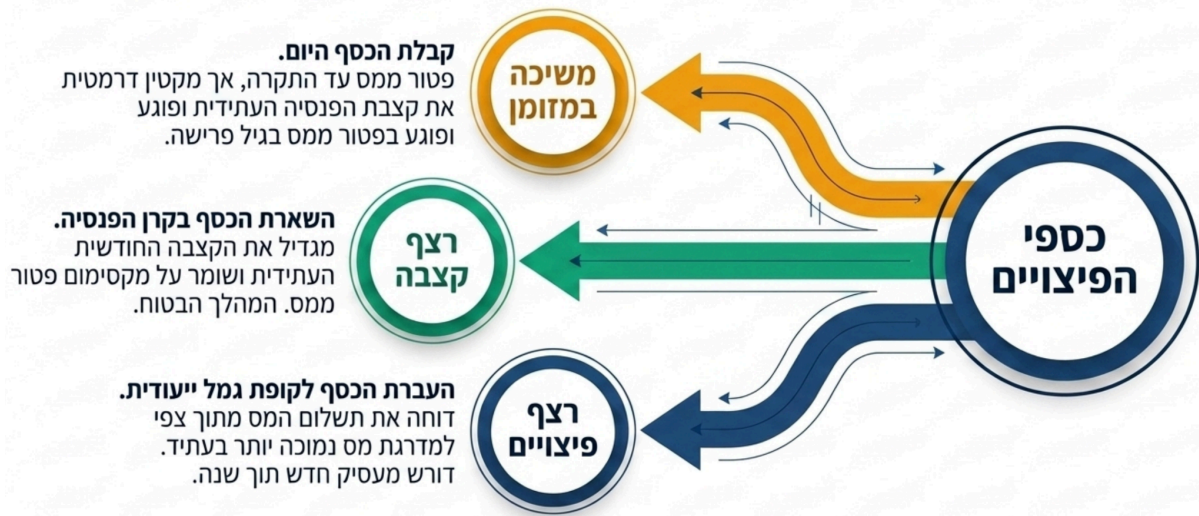 כספי
הפיצויים
משיכה
במזומן
קבלת הכסף היום.
פטור ממס עד התקרה, אך מקטין דרמטית
את קצבת הפנסיה העתידית ופוגע
ופוגע בפטור ממס בגיל פרישה.
רצף
קצבה
השארת הכסף בקרן הפנסיה.
מגדיל את הקצבה החודשית
העתידית ושומר על מקסימום פטור
ממס. המהלך הבטוח.
רצף
פיצויים
העברת הכסף לקופת גמל ייעודית.
דוחה את תשלום המס מתוך צפי
למדרגת מס נמוכה יותר בעתיד.
דורש מעסיק חדש תוך שנה.